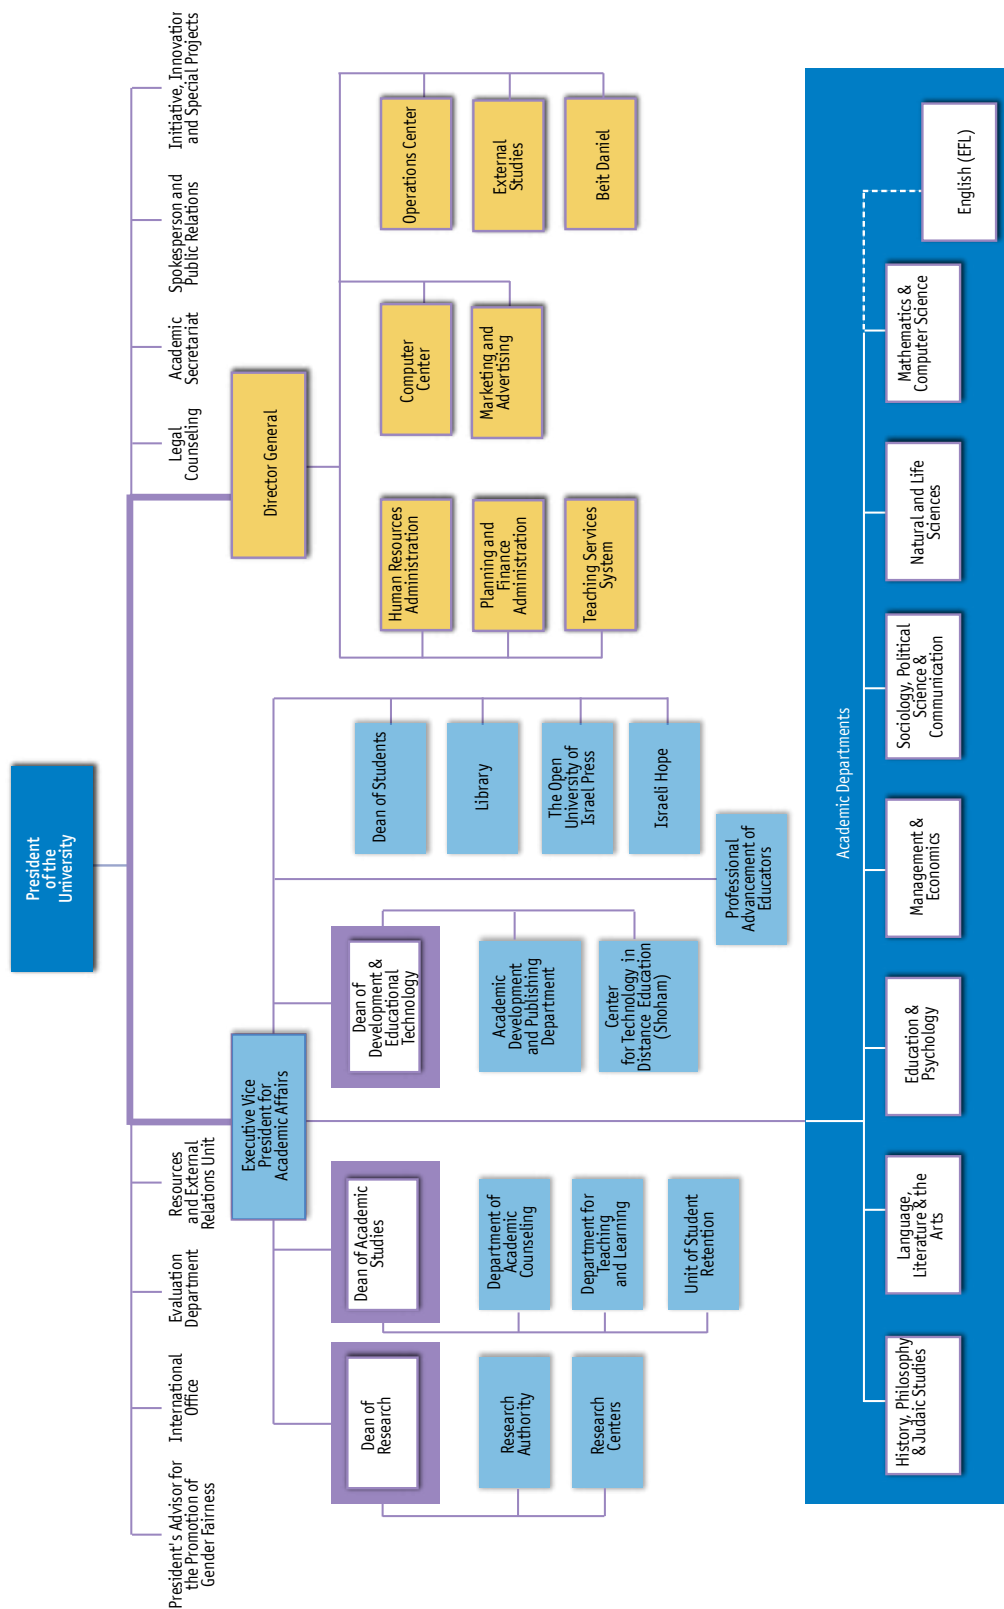 President
of the
University
President's Advisor for
the Promotion of
Gender Fairness
International
Office
Evaluation
Department
Resources
and External
Relations Unit
Legal
Counseling
Academic
Secretariat
Spokesperson and
Public Relations
Initiative, Innovation
and Special Projects
Executive Vice
President for
Academic Affairs
Director General
Dean of
Research
Research
Authority
Research
Centers
Dean of Academic
Studies
Department of
Academic
Counseling
Department for
Teaching
and Learning
Unit of Student
Retention
Dean of
Development &
Educational
Technology
Academic
Development
and Publishing
Department
Center
for Technology in
Distance Education
(Shoham)
Professional
Advancement of
Educators
Dean of Students
Library
The Open
University of
Israel Press
Israeli Hope
Human Resources
Administration
Planning and
Finance
Administration
Teaching Services
System
Computer
Center
Marketing and
Advertising
Operations Center
External
Studies
Beit Daniel
Academic Departments
History, Philosophy
& Judaic Studies
Language,
Literature & the
Arts
Education &
Psychology
Management &
Economics
Sociology, Political
Science &
Communication
Natural and Life
Sciences
Mathematics &
Computer Science
English (EFL)